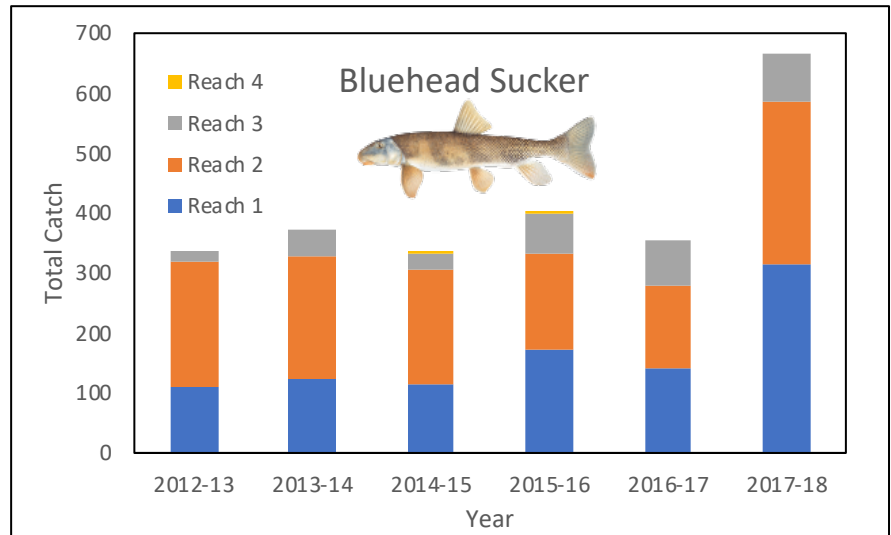 Bluehead Sucker
Reach 4
Reach 3
Reach 2
Reach 1
Total Catch
700
600
500
400
300
200
100
0
2012-13 2013-14 2014-15 2015-16 2016-17 2017-18
Year